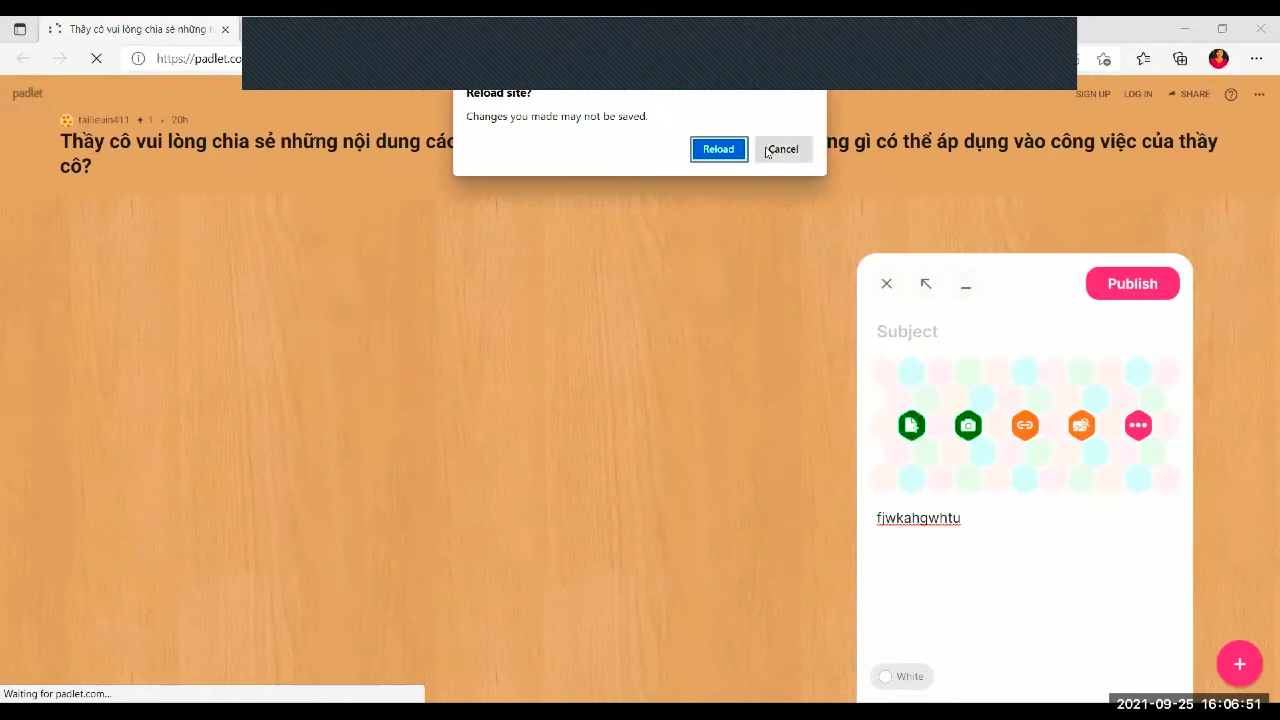 Thầy cô vui lòng chia sẻ những n
https://padlet.co
Reload site?
Changes you made may not be saved.
Reload
Cancel
padlet
SIGN UP
LOG IN
SHARE
tailieuin411 + 1 • 20h
Thầy cô vui lòng chia sẻ những nội dung các
ng gì có thể áp dụng vào công việc của thầy
cô?
Publish
Subject
fjwkahgwhtu
White
Waiting for padlet.com...
2021-09-25 16:06:51